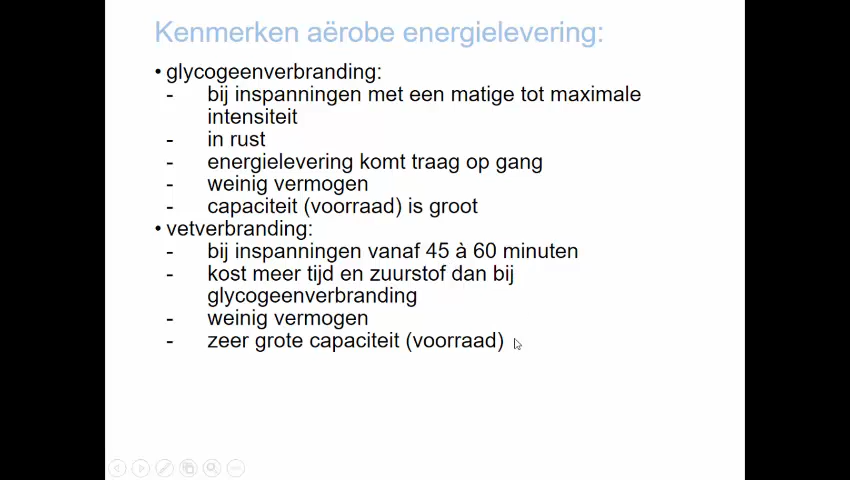 Kenmerken aërobe energielevering:
• glycogeenverbranding:
- bij inspanningen met een matige tot maximale
intensiteit
- in rust
- energielevering komt traag op gang
- weinig vermogen
- capaciteit (voorraad) is groot
• vetverbranding:
- bij inspanningen vanaf 45 à 60 minuten
- kost meer tijd en zuurstof dan bij
glycogeenverbranding
- weinig vermogen
- zeer grote capaciteit (voorraad)